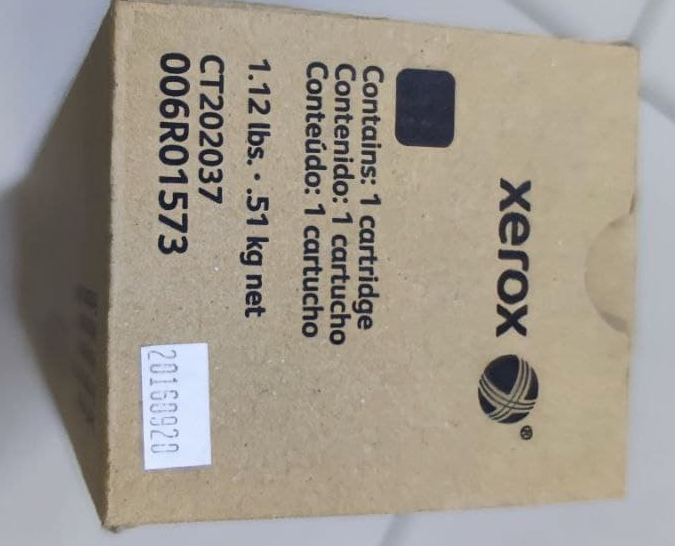 xerox ®
Contains: 1 cartridge
Contenido: 1 cartucho
Conteúdo: 1 cartucho
1.12 lbs. · .51 kg net
CT202037
006R01573
20160920